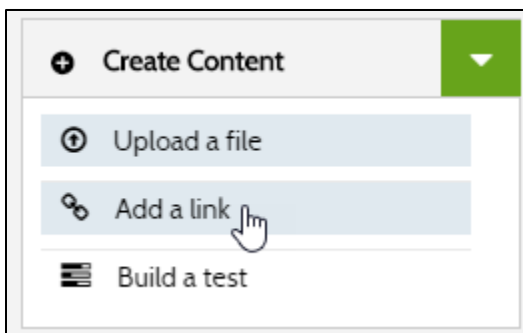 Create Content
Upload a file
Add a link
Build a test